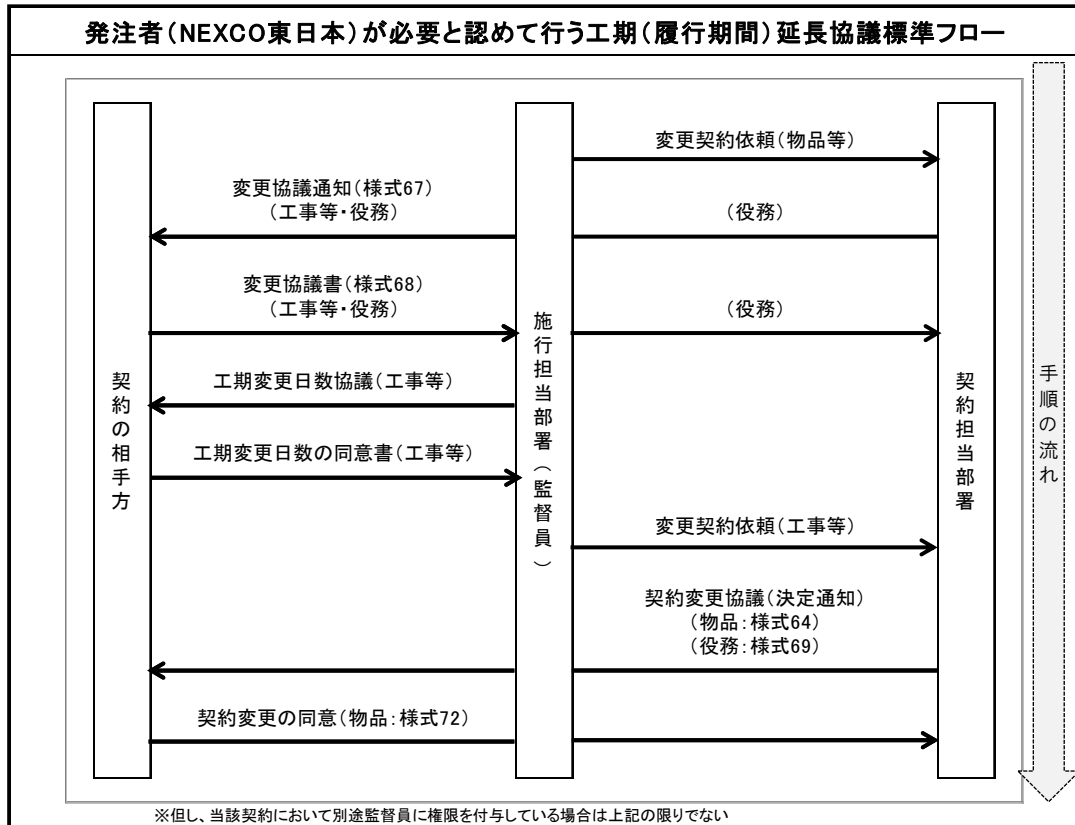 発注者(NEXCO東日本)が必要と認めて行う工期(履行期間)延長協議標準フロー
変更契約依頼(物品等)
変更協議通知(様式67)
(工事等・役務)
(役務)
変更協議書(様式68)
(工事等・役務)
(役務)
契約の相手方
施行担当部署(監督員)
契約担当部署
手順の流れ
工期変更日数協議(工事等)
工期変更日数の同意書(工事等)
変更契約依頼(工事等)
契約変更協議(決定通知)
(物品:様式64)
(役務:様式69)
契約変更の同意(物品:様式72)
※但し、当該契約において別途監督員に権限を付与している場合は上記の限りでない